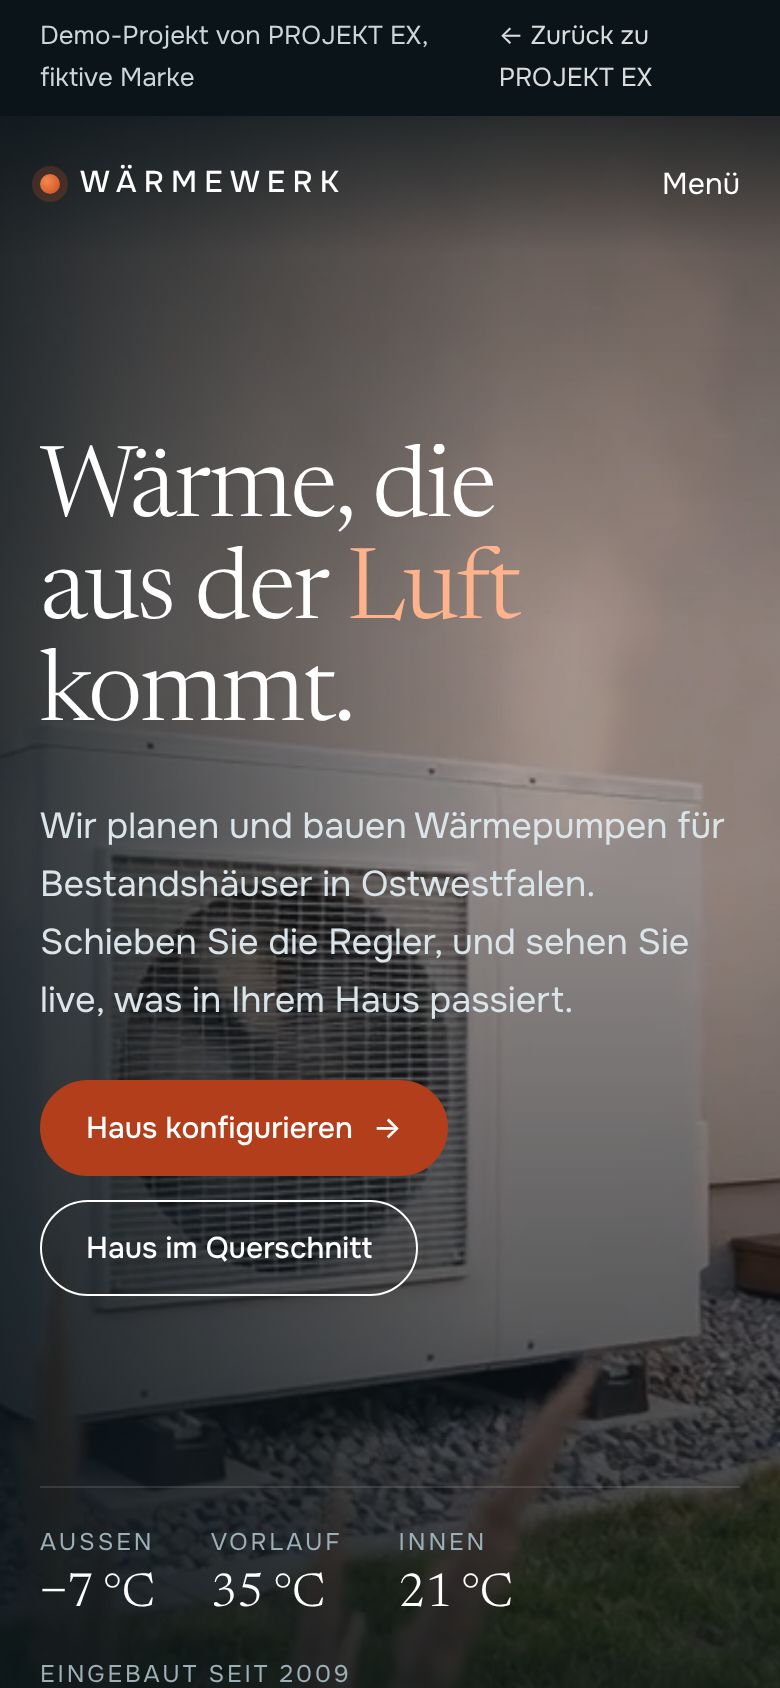 Demo-Projekt von PROJEKT EX,
fiktive Marke
← Zurück zu
PROJEKT EX
WÄRMEWERK
Menü
Wärme, die
aus der Luft
kommt.
Wir planen und bauen Wärmepumpen für
Bestandshäuser in Ostwestfalen.
Schieben Sie die Regler, und sehen Sie
live, was in Ihrem Haus passiert.
Haus konfigurieren →
Haus im Querschnitt
AUSSEN VORLAUF INNEN
−7 °C 35 °C 21 °C
EINGEBAUT SEIT 2009